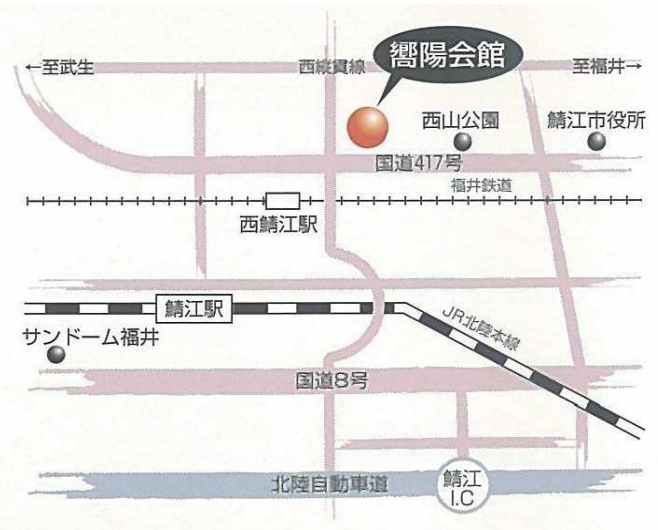 嚮陽会館
←至武生
西縦貫線
至福井→
西山公園
鯖江市役所
国道417号
福井鉄道
西鯖江駅
鯖江駅
サンドーム福井
JR北陸本線
国道8号
北陸自動車道
鯖江
I.C